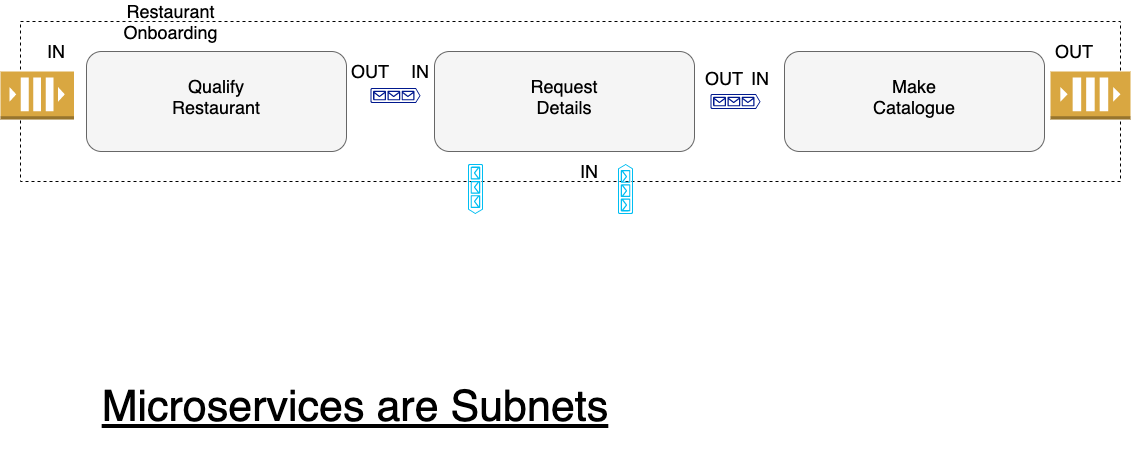 Restaurant
Onboarding
IN
OUT
Qualify
Restaurant
OUT
IN
Request
Details
OUT
IN
Make
Catalogue
IN
Microservices are Subnets